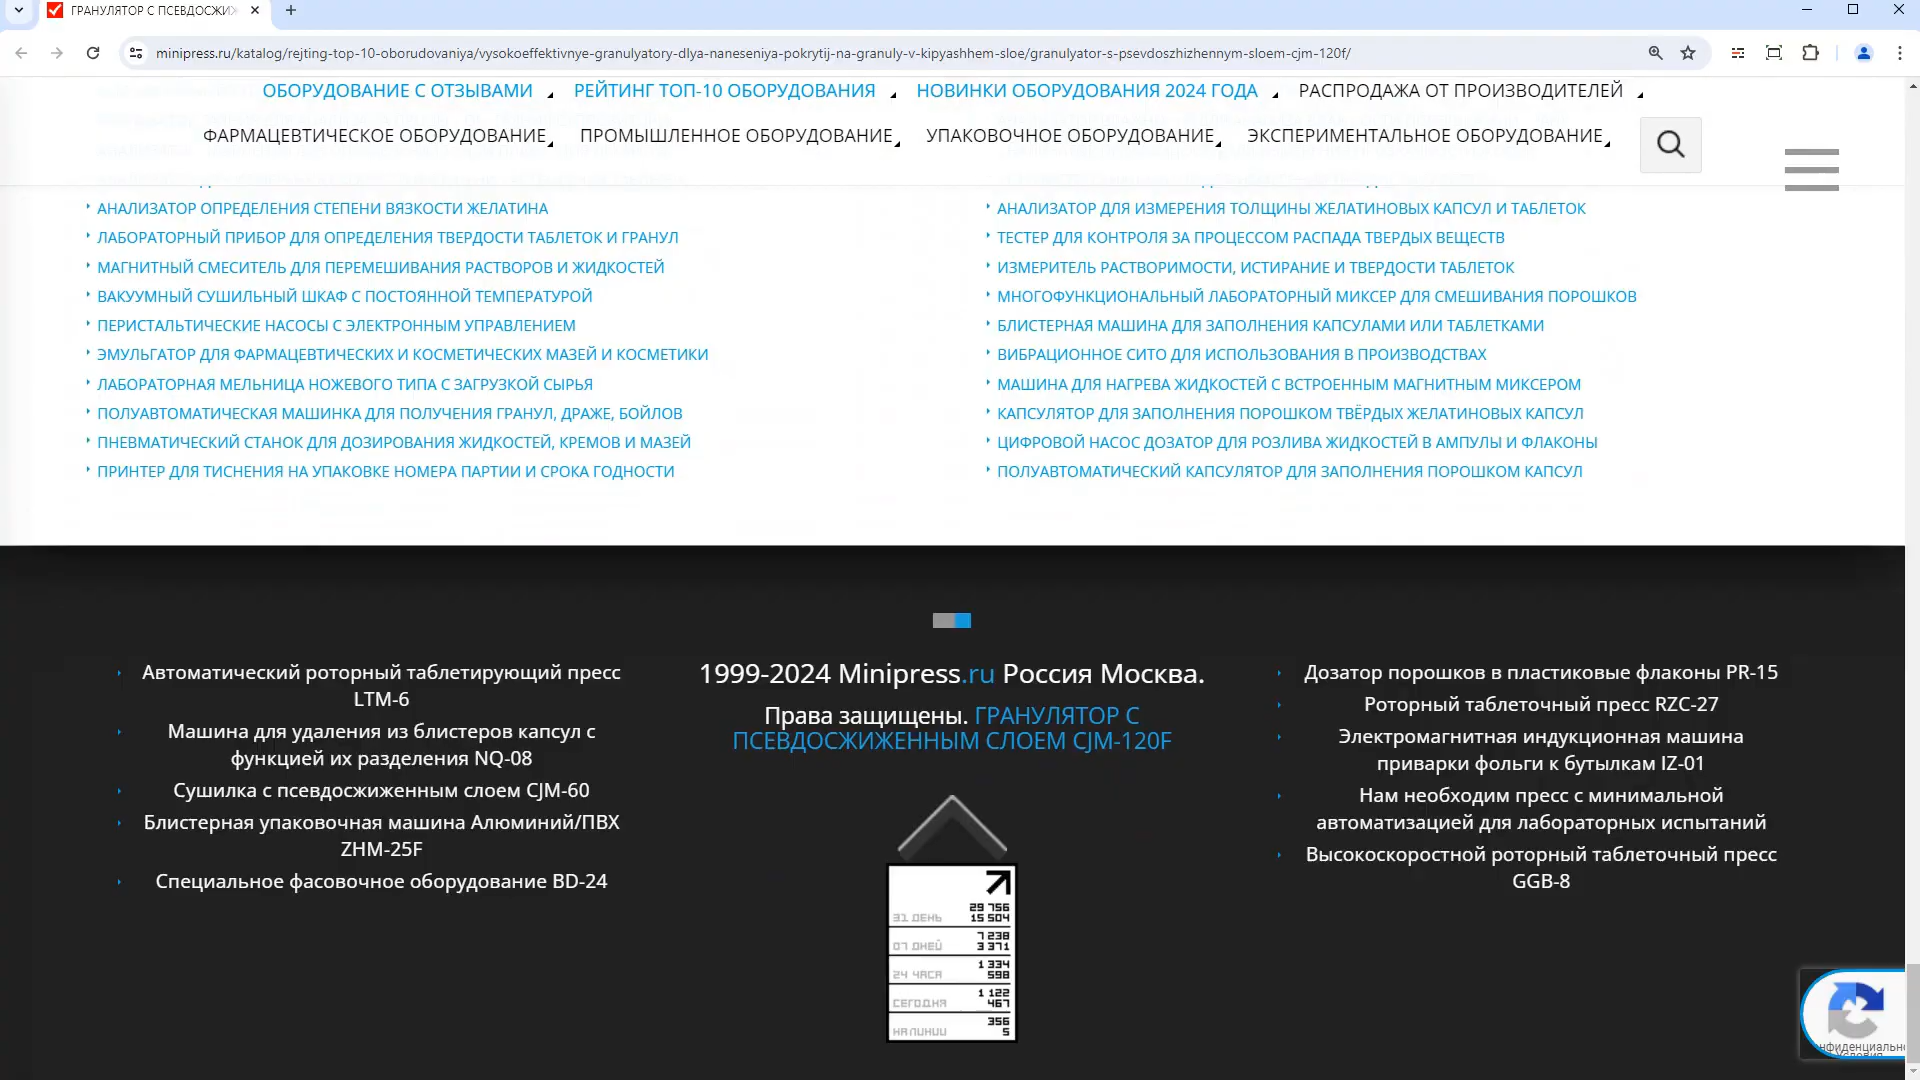 ГРАНУЛЯТОР С ПСЕВДОСЖИЖ
minipress.ru/katalog/rejting-top-10-oborudovaniya/vysokoeffektivnye-granulyatory-dlya-naneseniya-pokrytij-na-granuly-v-kipyashhem-sloe/granulyator-s-psevdoszhizhennym-sloem-cjm-120f/
ОБОРУДОВАНИЕ С ОТЗЫВАМИ РЕЙТИНГ ТОП-10 ОБОРУДОВАНИЯ НОВИНКИ ОБОРУДОВАНИЯ 2024 ГОДА РАСПРОДАЖА ОТ ПРОИЗВОДИТЕЛЕЙ
ФАРМАЦЕВТИЧЕСКОЕ ОБОРУДОВАНИЕ ПРОМЫШЛЕННОЕ ОБОРУДОВАНИЕ УПАКОВОЧНОЕ ОБОРУДОВАНИЕ ЭКСПЕРИМЕНТАЛЬНОЕ ОБОРУДОВАНИЕ
АНАЛИЗАТОР ОПРЕДЕЛЕНИЯ СТЕПЕНИ ВЯЗКОСТИ ЖЕЛАТИНА
ЛАБОРАТОРНЫЙ ПРИБОР ДЛЯ ОПРЕДЕЛЕНИЯ ТВЕРДОСТИ ТАБЛЕТОК И ГРАНУЛ
МАГНИТНЫЙ СМЕСИТЕЛЬ ДЛЯ ПЕРЕМЕШИВАНИЯ РАСТВОРОВ И ЖИДКОСТЕЙ
ВАКУУМНЫЙ СУШИЛЬНЫЙ ШКАФ С ПОСТОЯННОЙ ТЕМПЕРАТУРОЙ
ПЕРИСТАЛЬТИЧЕСКИЕ НАСОСЫ С ЭЛЕКТРОННЫМ УПРАВЛЕНИЕМ
ЭМУЛЬГАТОР ДЛЯ ФАРМАЦЕВТИЧЕСКИХ И КОСМЕТИЧЕСКИХ МАЗЕЙ И КОСМЕТИКИ
ЛАБОРАТОРНАЯ МЕЛЬНИЦА НОЖЕВОГО ТИПА С ЗАГРУЗКОЙ СЫРЬЯ
ПОЛУАВТОМАТИЧЕСКАЯ МАШИНКА ДЛЯ ПОЛУЧЕНИЯ ГРАНУЛ, ДРАЖЕ, БОЙЛОВ
ПНЕВМАТИЧЕСКИЙ СТАНОК ДЛЯ ДОЗИРОВАНИЯ ЖИДКОСТЕЙ, КРЕМОВ И МАЗЕЙ
ПРИНТЕР ДЛЯ ТИСНЕНИЯ НА УПАКОВКЕ НОМЕРА ПАРТИИ И СРОКА ГОДНОСТИ
АНАЛИЗАТОР ДЛЯ ИЗМЕРЕНИЯ ТОЛЩИНЫ ЖЕЛАТИНОВЫХ КАПСУЛ И ТАБЛЕТОК
ТЕСТЕР ДЛЯ КОНТРОЛЯ ЗА ПРОЦЕССОМ РАСПАДА ТВЕРДЫХ ВЕЩЕСТВ
ИЗМЕРИТЕЛЬ РАСТВОРИМОСТИ, ИСТИРАНИЕ И ТВЕРДОСТИ ТАБЛЕТОК
МНОГОФУНКЦИОНАЛЬНЫЙ ЛАБОРАТОРНЫЙ МИКСЕР ДЛЯ СМЕШИВАНИЯ ПОРОШКОВ
БЛИСТЕРНАЯ МАШИНА ДЛЯ ЗАПОЛНЕНИЯ КАПСУЛАМИ ИЛИ ТАБЛЕТКАМИ
ВИБРАЦИОННОЕ СИТО ДЛЯ ИСПОЛЬЗОВАНИЯ В ПРОИЗВОДСТВАХ
МАШИНА ДЛЯ НАГРЕВА ЖИДКОСТЕЙ С ВСТРОЕННЫМ МАГНИТНЫМ МИКСЕРОМ
КАПСУЛЯТОР ДЛЯ ЗАПОЛНЕНИЯ ПОРОШКОМ ТВЁРДЫХ ЖЕЛАТИНОВЫХ КАПСУЛ
ЦИФРОВОЙ НАСОС ДОЗАТОР ДЛЯ РОЗЛИВА ЖИДКОСТЕЙ В АМПУЛЫ И ФЛАКОНЫ
ПОЛУАВТОМАТИЧЕСКИЙ КАПСУЛЯТОР ДЛЯ ЗАПОЛНЕНИЯ ПОРОШКОМ КАПСУЛ
Автоматический роторный таблетирующий пресс
LTM-6
Машина для удаления из блистеров капсул с
функцией их разделения NQ-08
Сушилка с псевдосжиженным слоем CJM-60
Блистерная упаковочная машина Алюминий/ПВХ
ZHM-25F
Специальное фасовочное оборудование BD-24
1999-2024 Minipress.ru Россия Москва.
Права защищены. ГРАНУЛЯТОР С
ПСЕВДОСЖИЖЕННЫМ СЛОЕМ CJM-120F
29 756
31 ДЕНЬ 15 504
7 238
07 ДНЕЙ 3 371
1 334
24 ЧАСА 598
1 122
СЕГОДНЯ 467
356
НА ЛИНИИ 5
Дозатор порошков в пластиковые флаконы PR-15
Роторный таблеточный пресс RZC-27
Электромагнитная индукционная машина
приварки фольги к бутылкам IZ-01
Нам необходим пресс с минимальной
автоматизацией для лабораторных испытаний
Высокоскоростной роторный таблеточный пресс
GGB-8